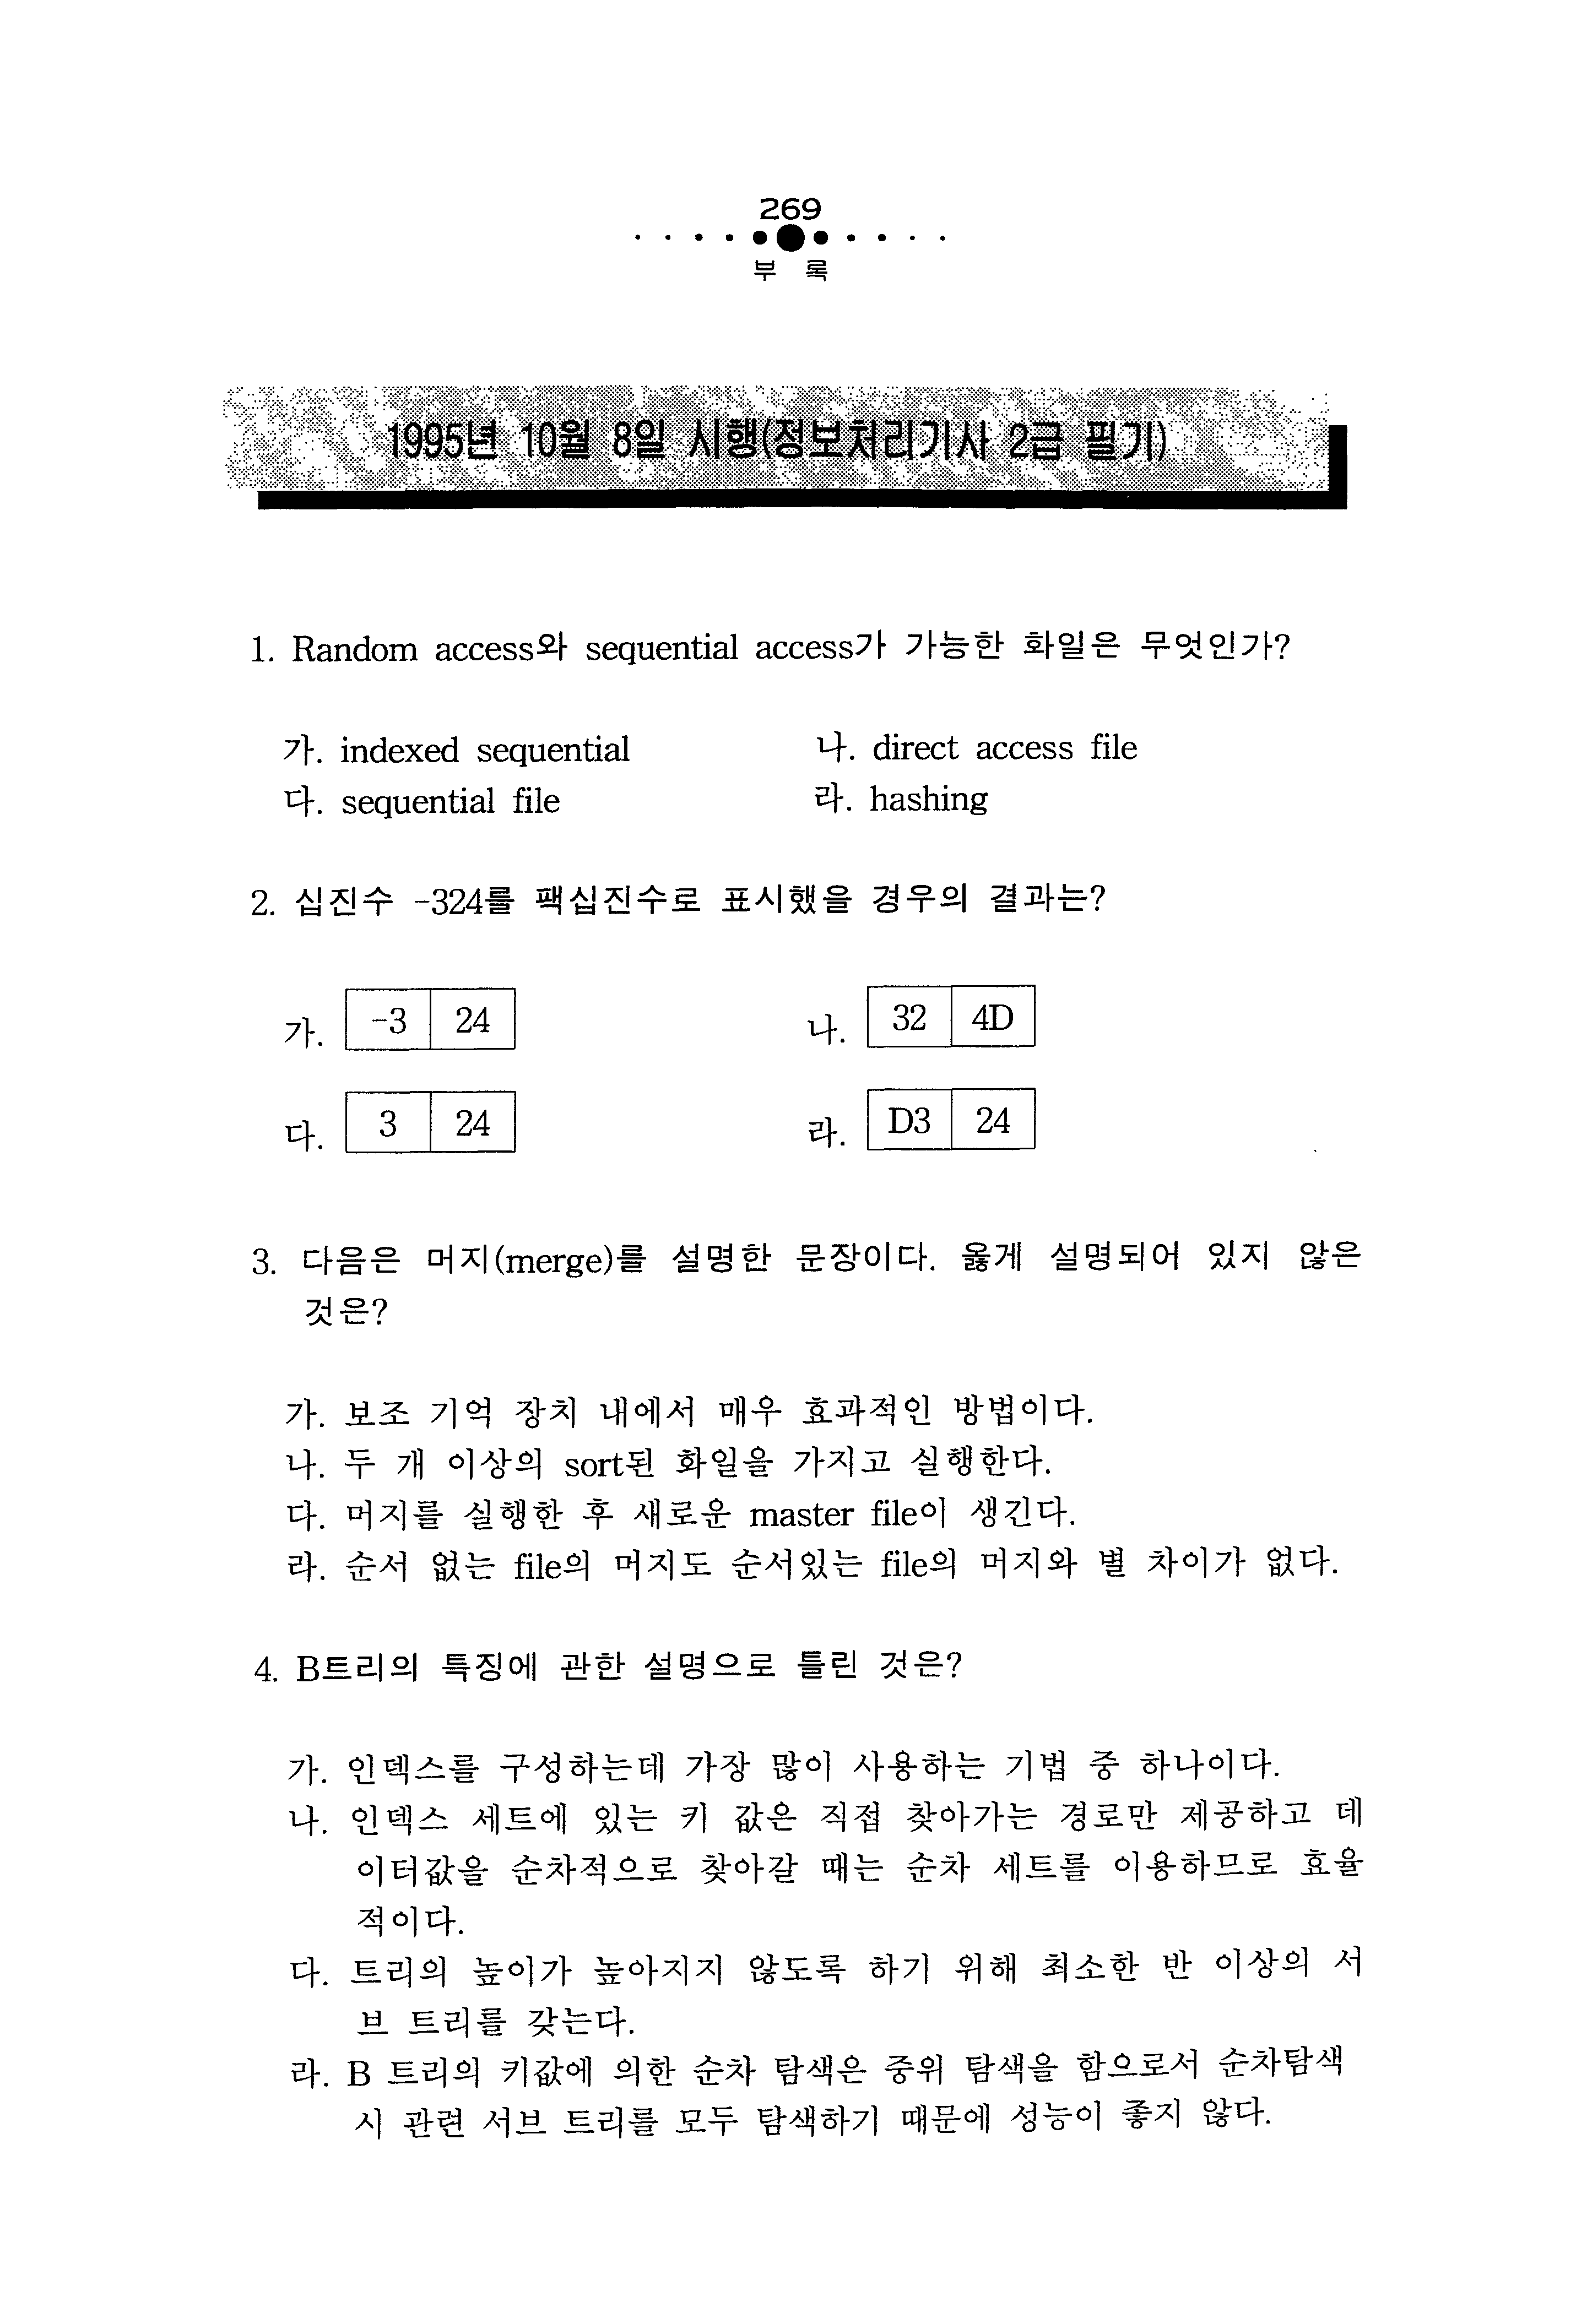 269
부 록
1995년 10월 8일 시행(정보처리기사 2급 필기)
1. Random access와 sequential access가 가능한 화일은 무엇인가?
가. indexed sequential 나. direct access file
다. sequential file 라. hashing
2. 십진수 -324를 팩십진수로 표시했을 경우의 결과는?
가. -3 24 나. 32 4D
다. 3 24 라. D3 24
3. 다음은 머지(merge)를 설명한 문장이다. 옳게 설명되어 있지 않은
것은?
가. 보조 기억 장치 내에서 매우 효과적인 방법이다.
나. 두 개 이상의 sort된 화일을 가지고 실행한다.
다. 머지를 실행한 후 새로운 master file이 생긴다.
라. 순서 없는 file의 머지도 순서있는 file의 머지와 별 차이가 없다.
4. B트리의 특징에 관한 설명으로 틀린 것은?
가. 인덱스를 구성하는데 가장 많이 사용하는 기법 중 하나이다.
나. 인덱스 세트에 있는 키 값은 직접 찾아가는 경로만 제공하고 데
이터값을 순차적으로 찾아갈 때는 순차 세트를 이용하므로 효율
적이다.
다. 트리의 높이가 높아지지 않도록 하기 위해 최소한 반 이상의 서
브 트리를 갖는다.
라. B 트리의 키값에 의한 순차 탐색은 중위 탐색을 함으로서 순차탐색
시 관련 서브 트리를 모두 탐색하기 때문에 성능이 좋지 않다.